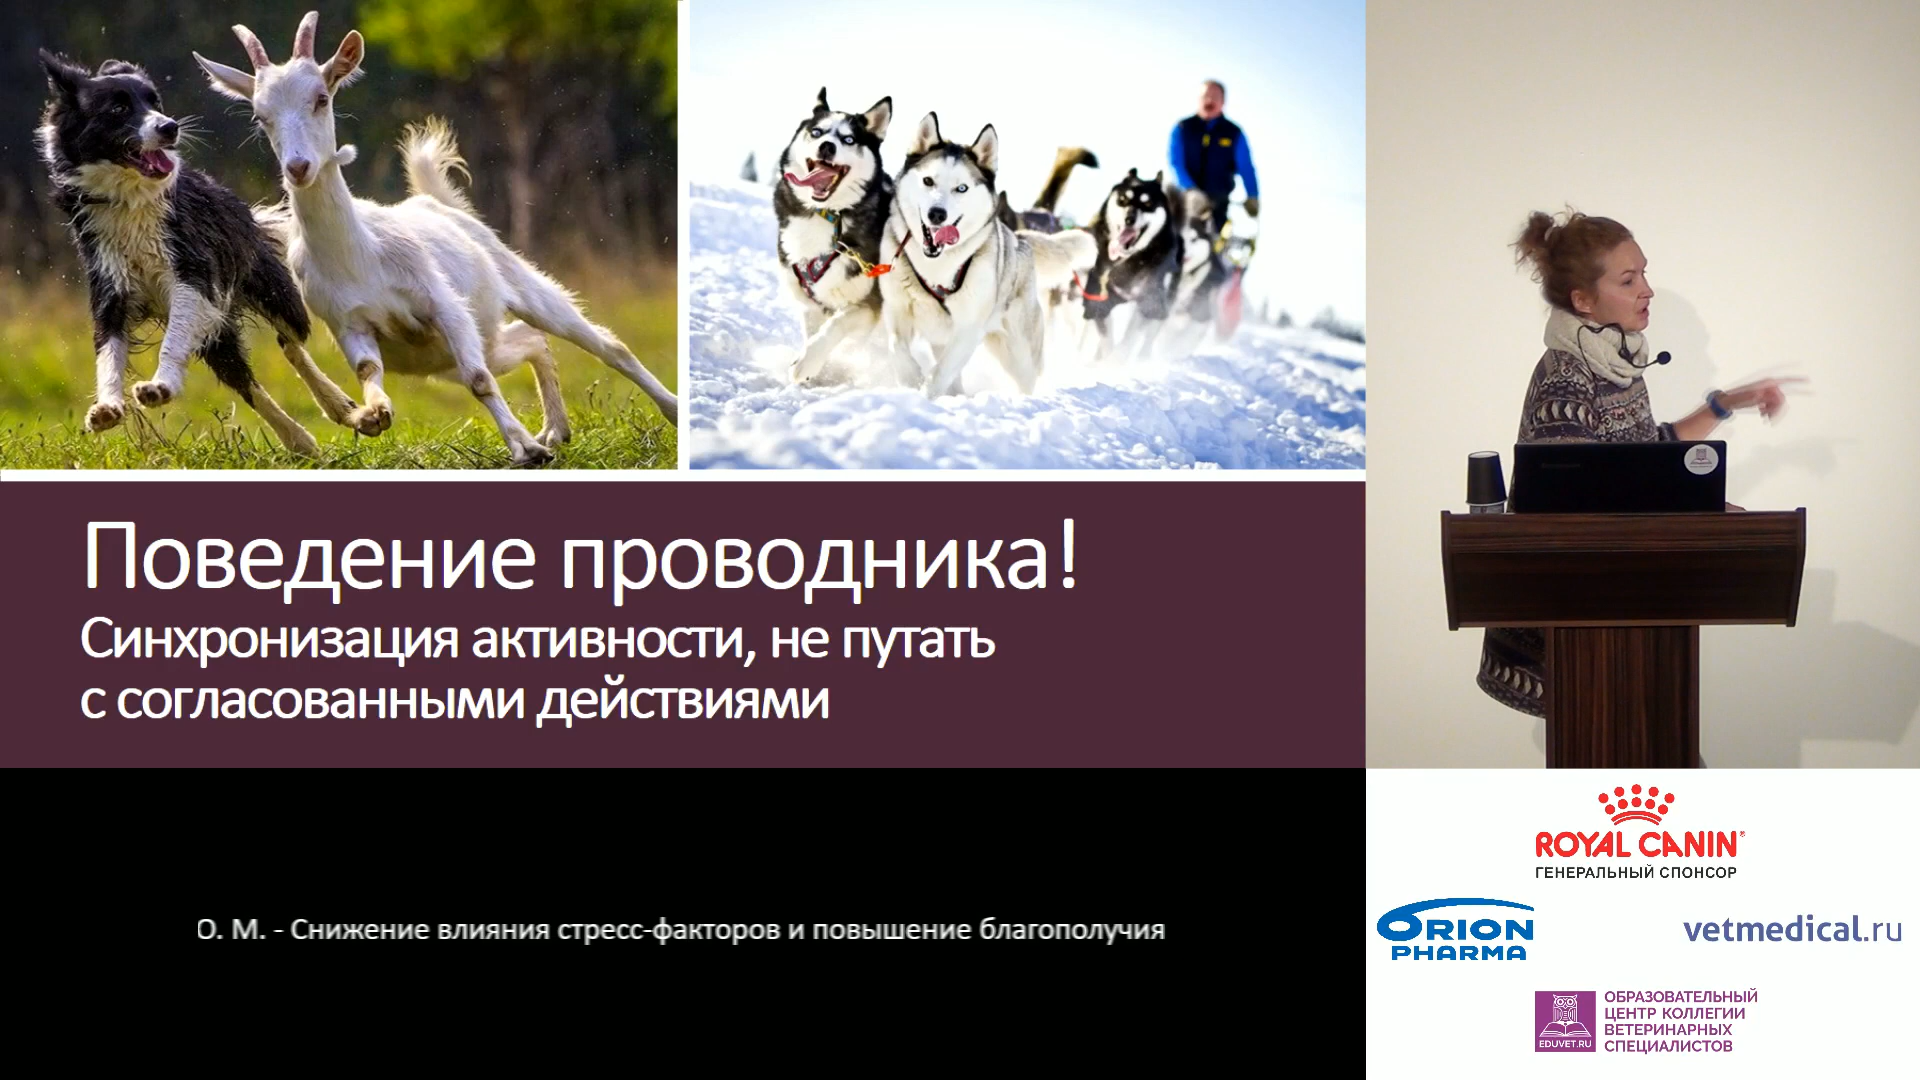 Поведение проводника!
Синхронизация активности, не путать
с согласованными действиями
О. М. - Снижение влияния стресс-факторов и повышение благополучия
ROYAL CANIN®
ГЕНЕРАЛЬНЫЙ СПОНСОР
ORION
PHARMA
vetmedical.ru
EDUVET.RU
ОБРАЗОВАТЕЛЬНЫЙ
ЦЕНТР КОЛЛЕГИИ
ВЕТЕРИНАРНЫХ
СПЕЦИАЛИСТОВ